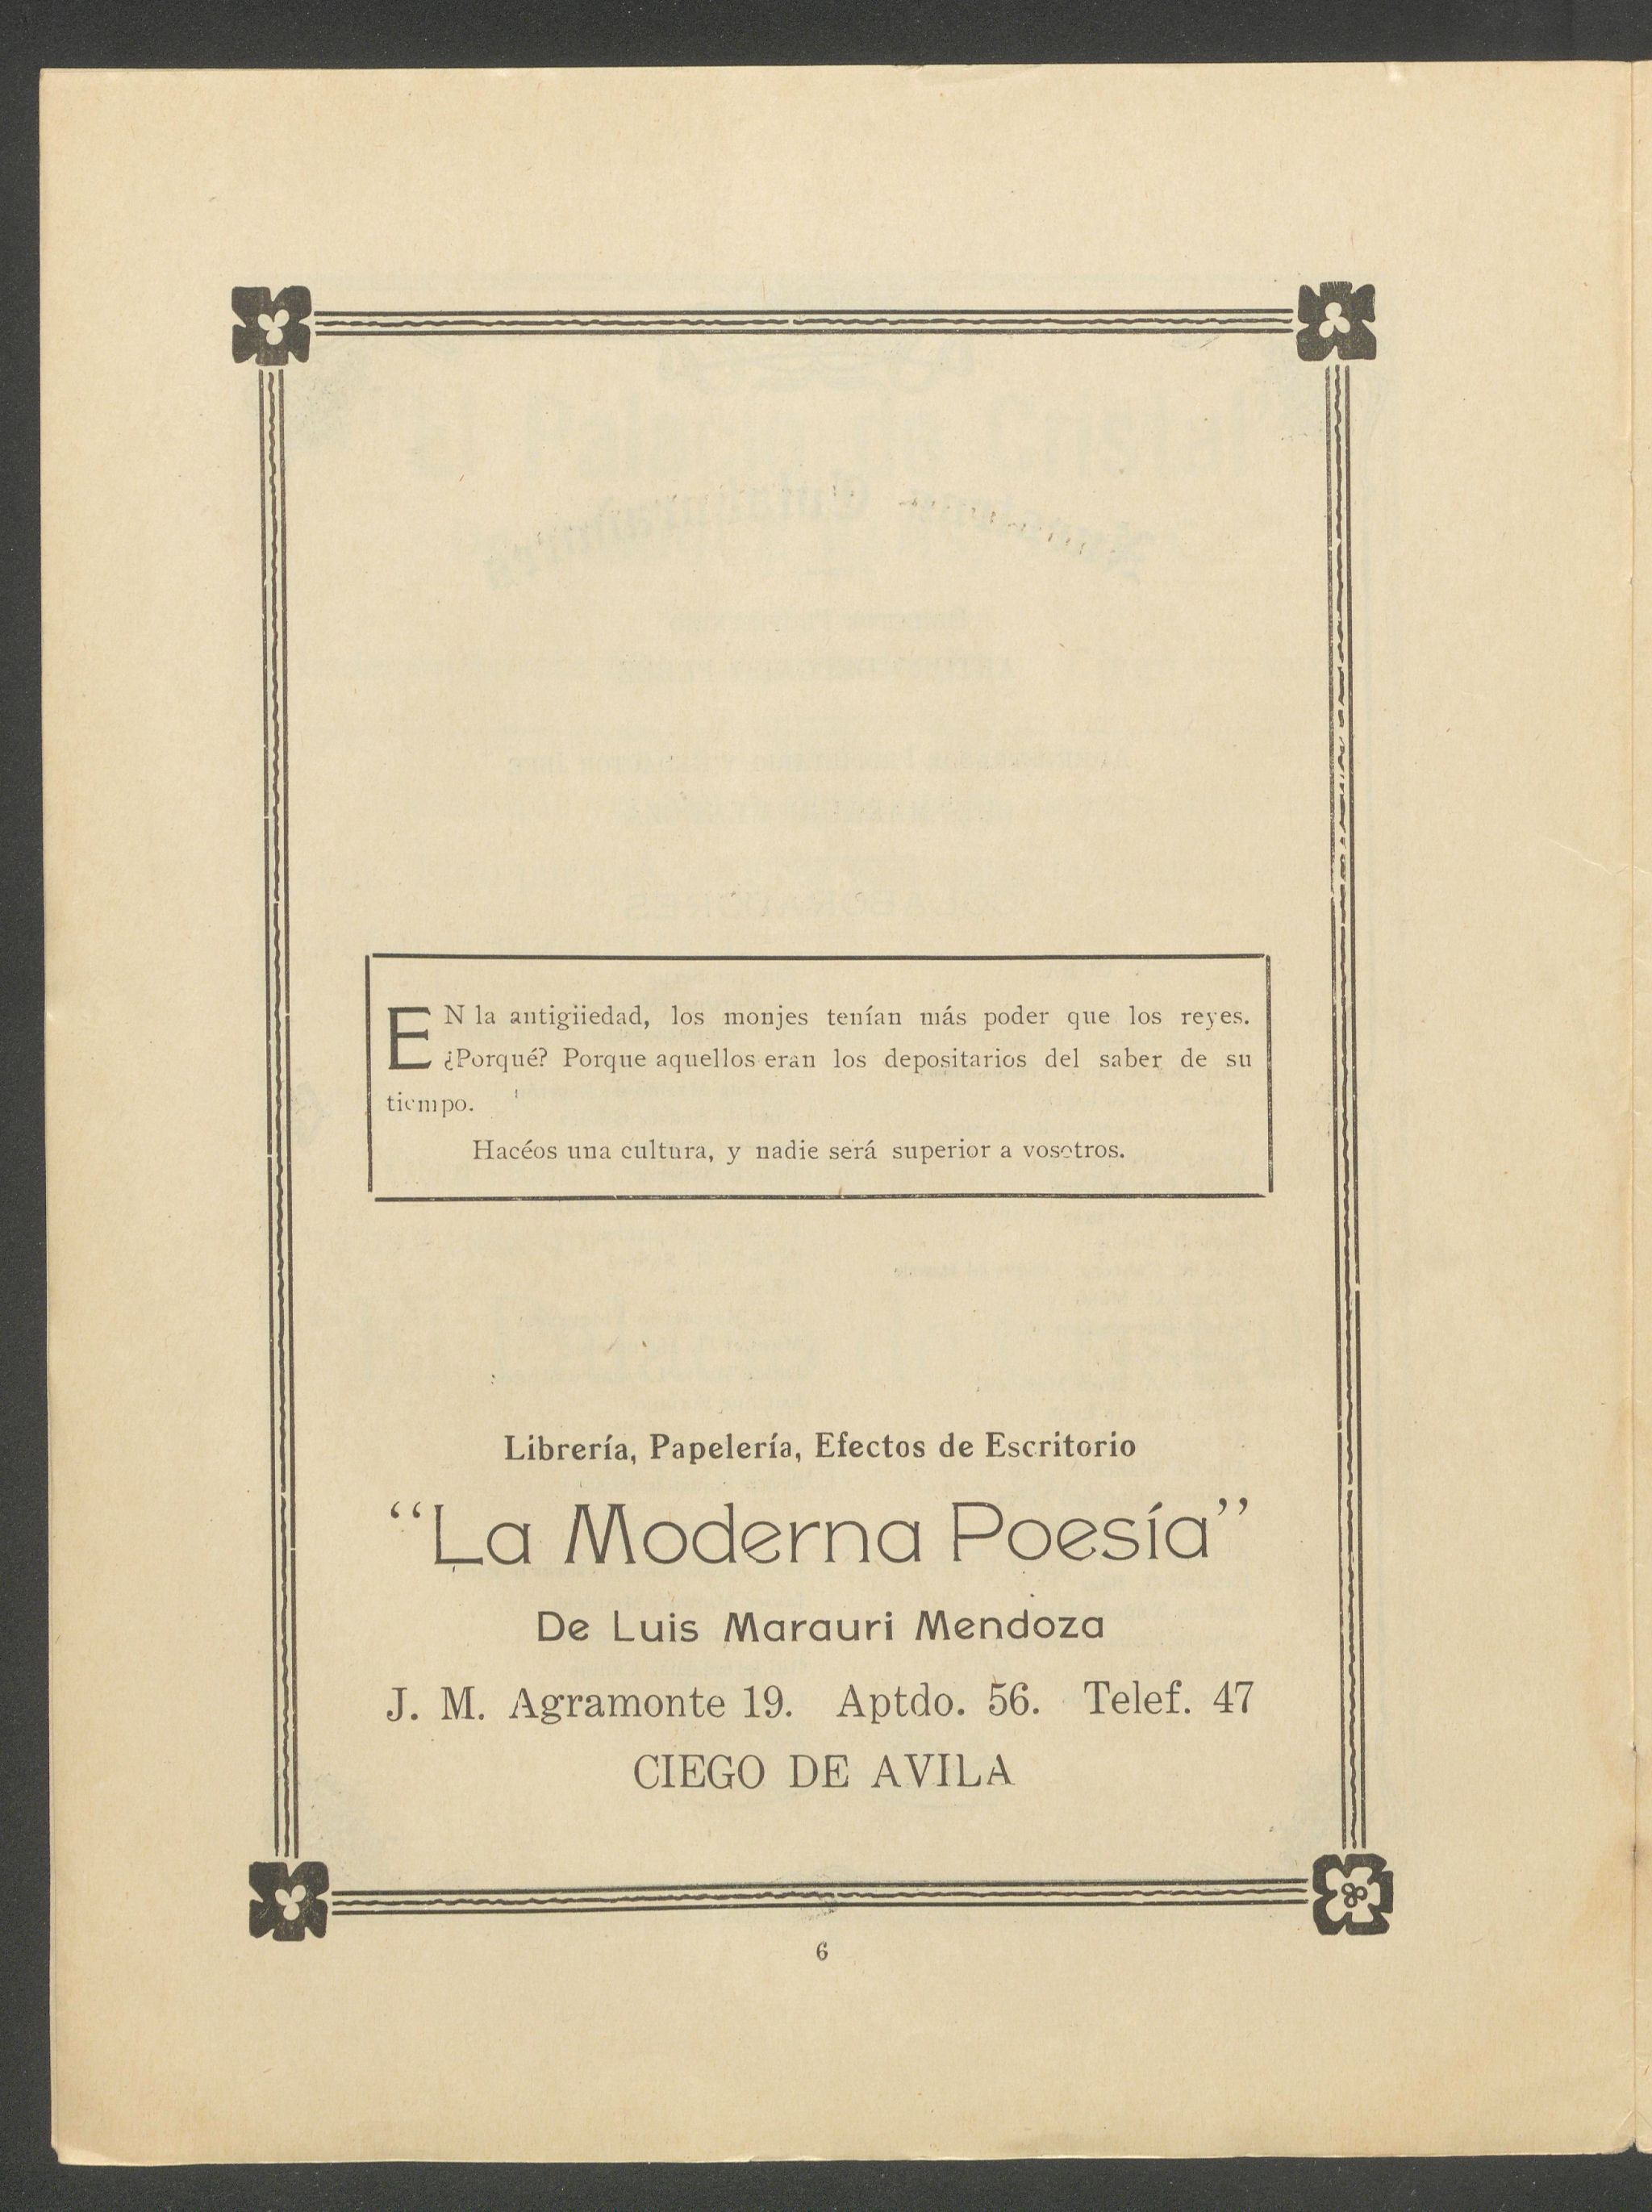 EN la antigüedad, los monjes tenían más poder que los reyes.
¿Porqué? Porque aquellos eran los depositarios del saber de su
tiempo.
Hacéos una cultura, y nadie será superior a vosotros.
Librería, Papelería, Efectos de Escritorio
“La Moderna Poesía”
De Luis Marauri Mendoza
J. M. Agramonte 19. Aptdo. 56. Telef. 47
CIEGO DE AVILA
6